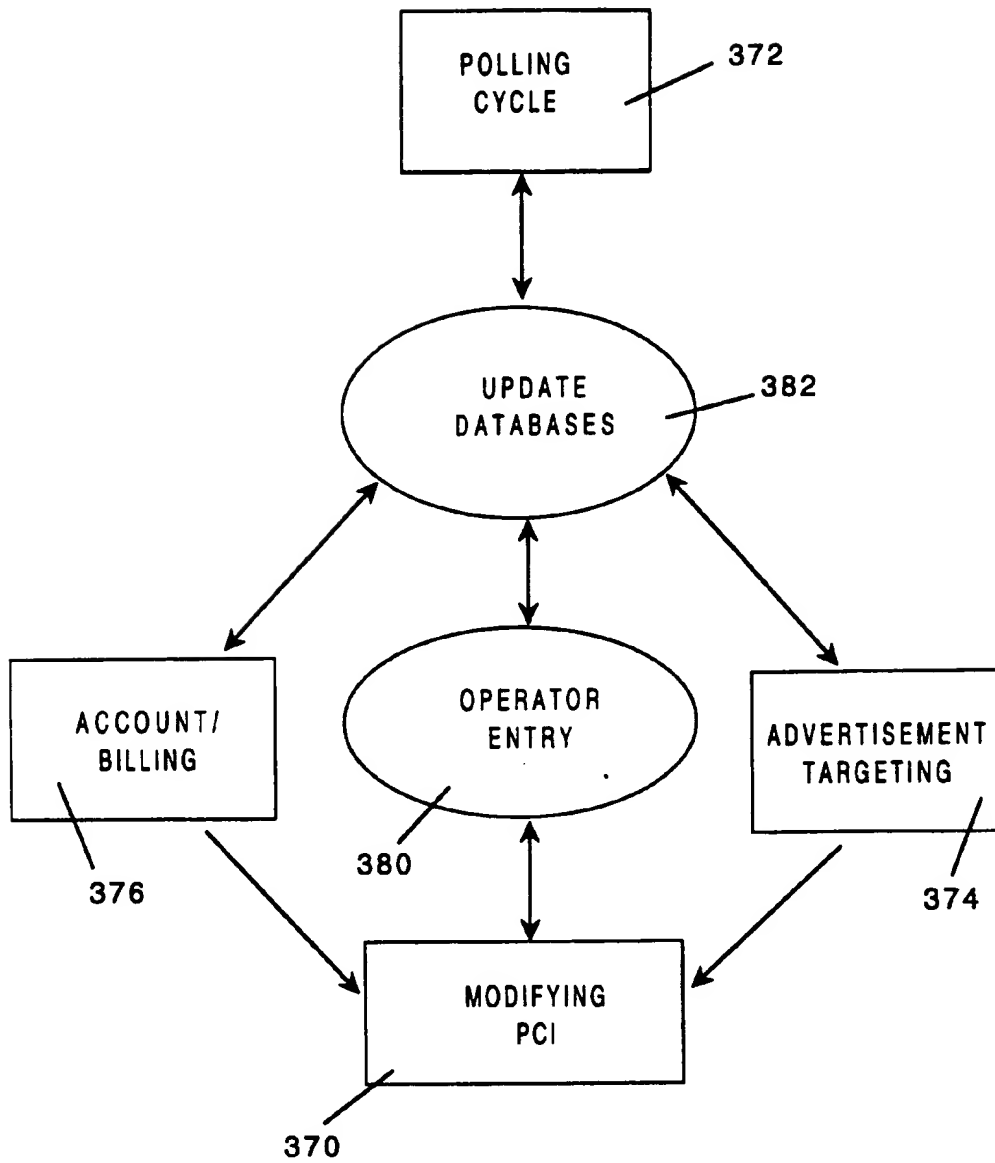 POLLING
CYCLE
372
UPDATE
DATABASES
382
ACCOUNT/
BILLING
376
OPERATOR
ENTRY
380
ADVERTISEMENT
TARGETING
374
MODIFYING
PCI
370